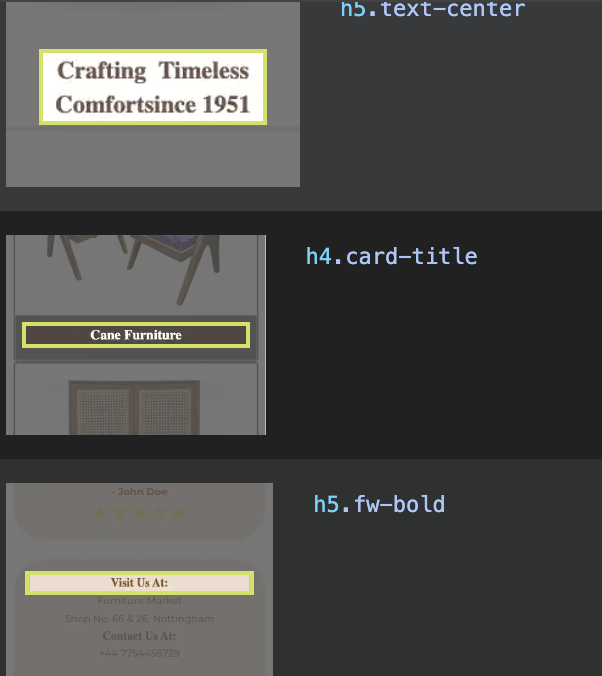 h5.text-center
Crafting Timeless
Comfortsince 1951
h4.card-title
Cane Furniture
h5.fw-bold
- John Doe
Visit Us At:
Furniture Market
Shop No. 66 & 26, Nottingham
Contact Us At:
+44 7754456729